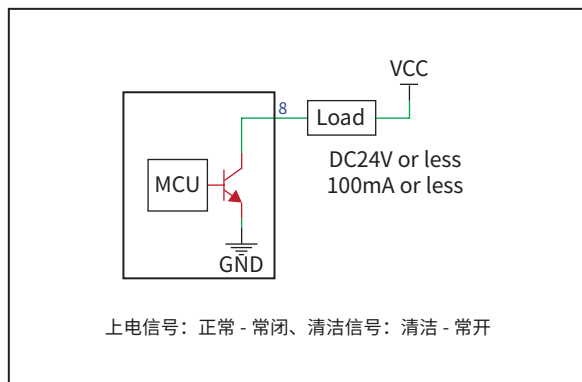 VCC
8
Load
DC24V or less
100mA or less
MCU
GND
上电信号：正常 - 常闭、清洁信号：清洁 - 常开